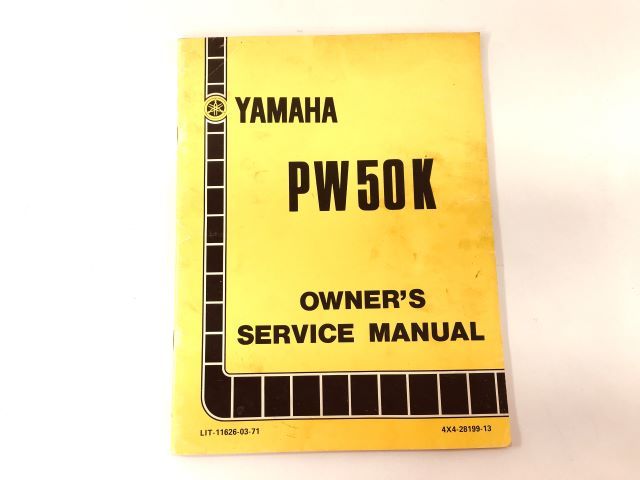 YAMAHA
PW50K
OWNER'S
SERVICE MANUAL
LIT-11626-03-71
4X4-28199-13